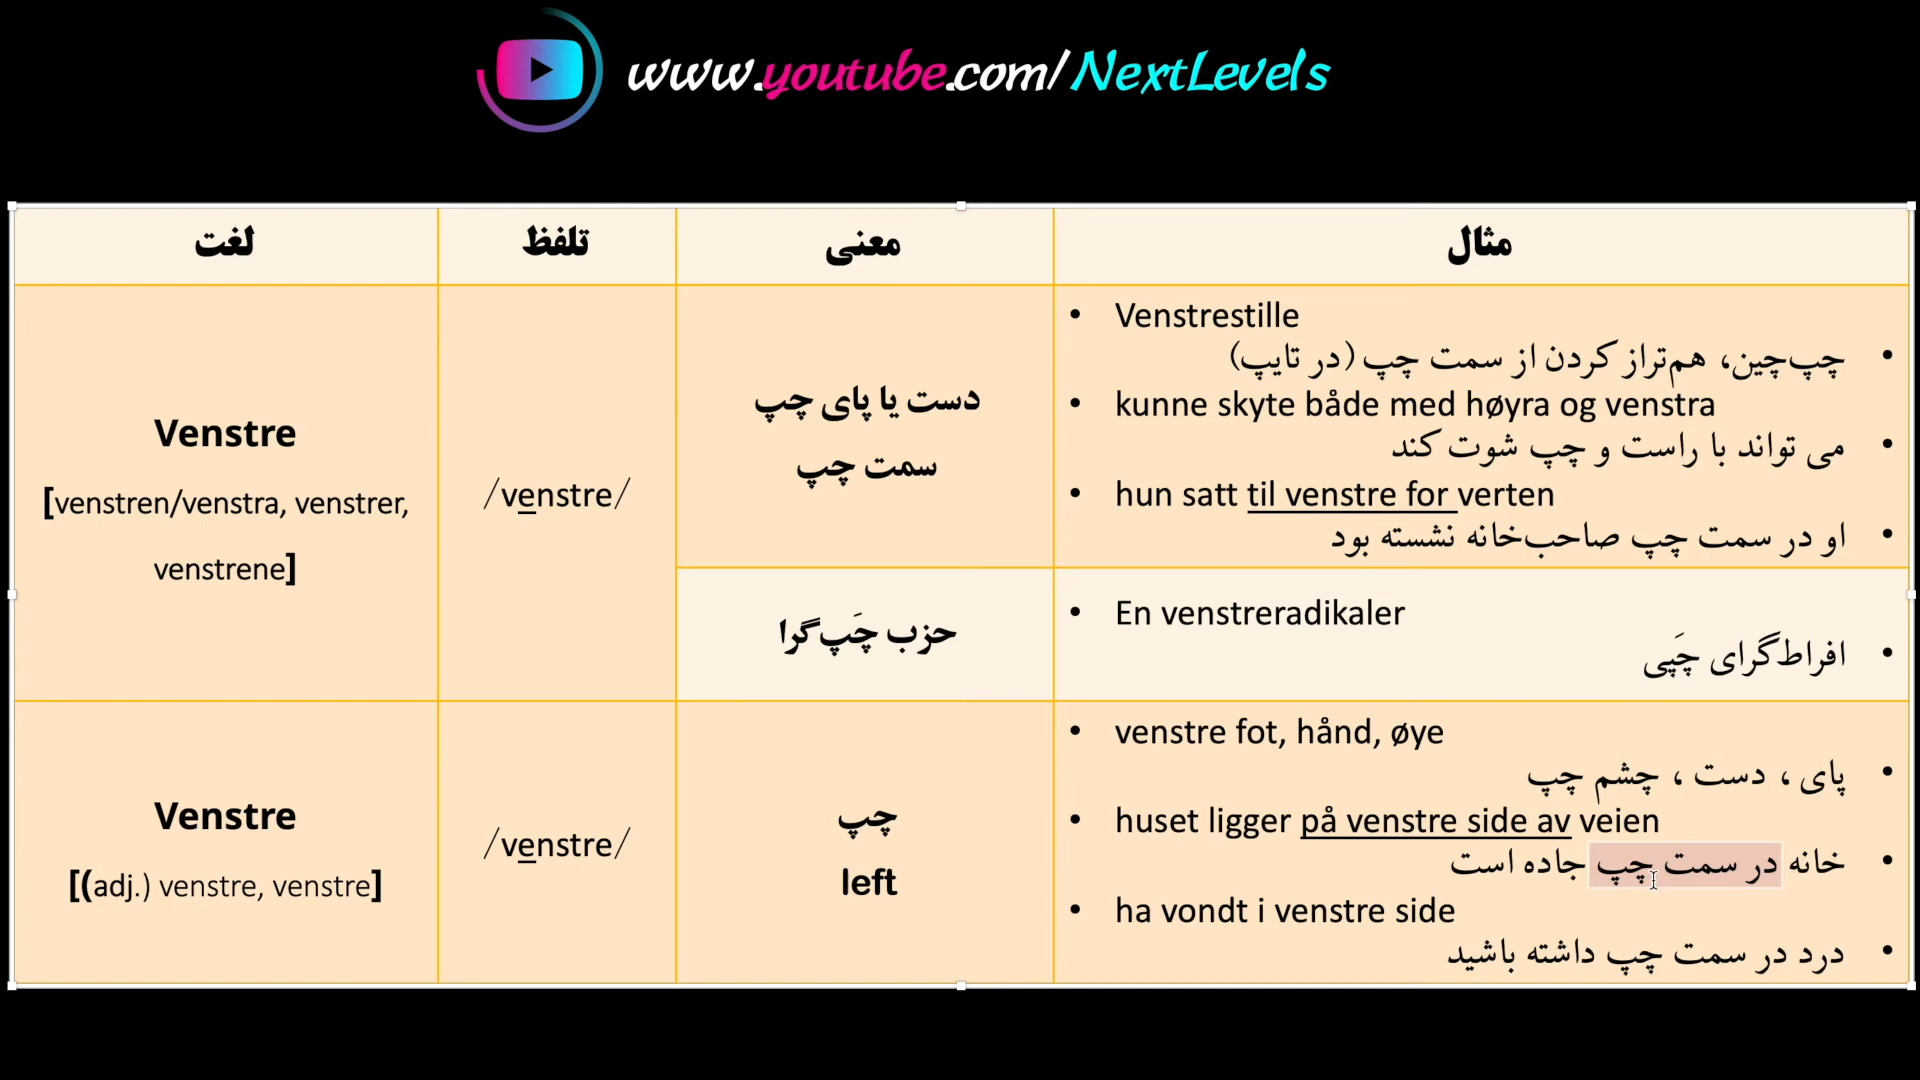 www.youtube.com/NextLevels
لغت
تلفظ
معنی
مثال
Venstre
[venstren/venstra, venstrer,
venstrene]
/venstre/
دست یا پای چپ
سمت چپ
• Venstrestille
• چپ‌چین، هم‌تراز کردن از سمت چپ (در تایپ)
• kunne skyte både med høyra og venstra
• می تواند با راست و چپ شوت کند
• hun satt til venstre for verten
• او در سمت چپ صاحب‌خانه نشسته بود
حزب چَپ‌گرا
• En venstreradikaler
• افراط‌گرای چَپی
Venstre
[(adj.) venstre, venstre]
/venstre/
چپ
left
• venstre fot, hånd, øye
• پای ، دست ، چشم چپ
• huset ligger på venstre side av veien
• خانه در سمت چپ جاده است
• ha vondt i venstre side
• درد در سمت چپ داشته باشید